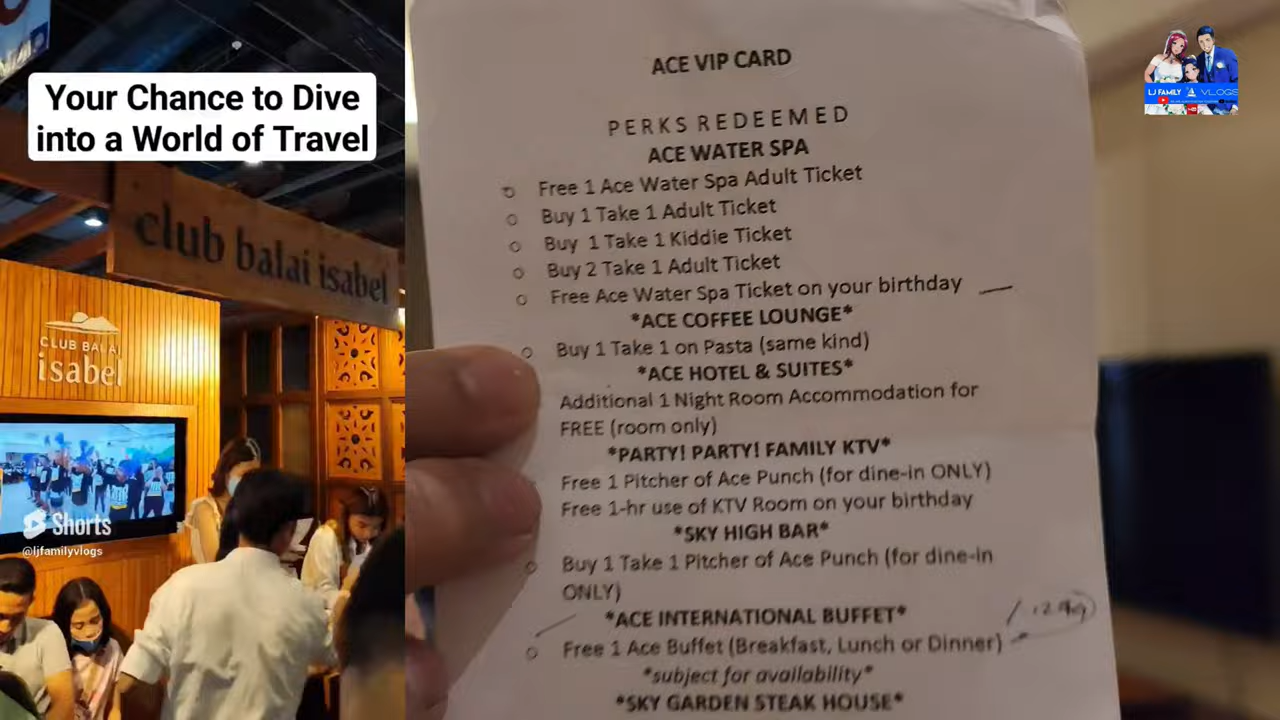 Your Chance to Dive
into a World of Travel
club balai isabel
CLUB BALAI
isabel
Shorts
@ljfamilyvlogs
LJ FAMILY VLOGS
ACE VIP CARD
PERKS REDEEMED
ACE WATER SPA
Free 1 Ace Water Spa Adult Ticket
Buy 1 Take 1 Adult Ticket
Buy 1 Take 1 Kiddie Ticket
Buy 2 Take 1 Adult Ticket
Free Ace Water Spa Ticket on your birthday
*ACE COFFEE LOUNGE*
Buy 1 Take 1 on Pasta (same kind)
*ACE HOTEL & SUITES*
Additional 1 Night Room Accommodation for
FREE (room only)
*PARTY! PARTY! FAMILY KTV*
Free 1 Pitcher of Ace Punch (for dine-in ONLY)
Free 1-hr use of KTV Room on your birthday
*SKY HIGH BAR*
Buy 1 Take 1 Pitcher of Ace Punch (for dine-in
ONLY)
*ACE INTERNATIONAL BUFFET*
Free 1 Ace Buffet (Breakfast, Lunch or Dinner)
*subject for availability*
*SKY GARDEN STEAK HOUSE*